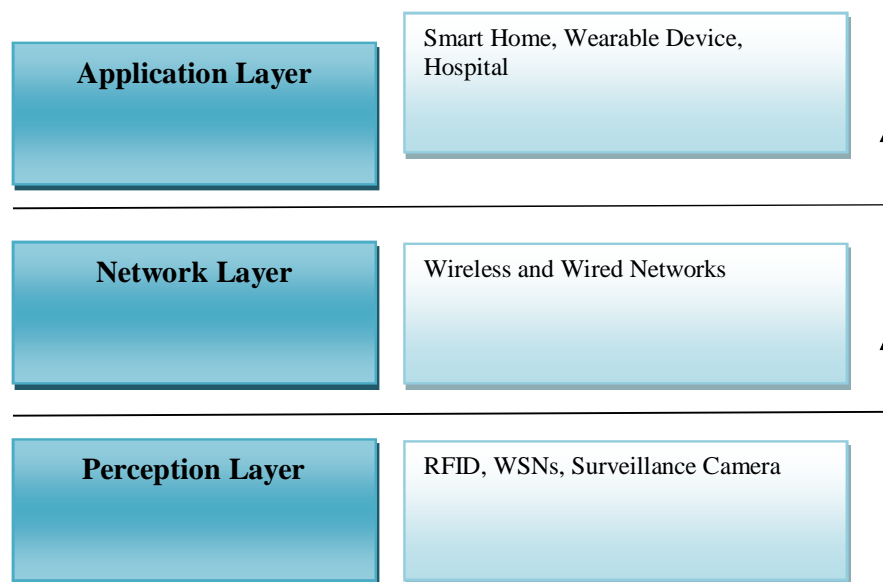 Application Layer
Smart Home, Wearable Device,
Hospital
Network Layer
Wireless and Wired Networks
Perception Layer
RFID, WSNs, Surveillance Camera